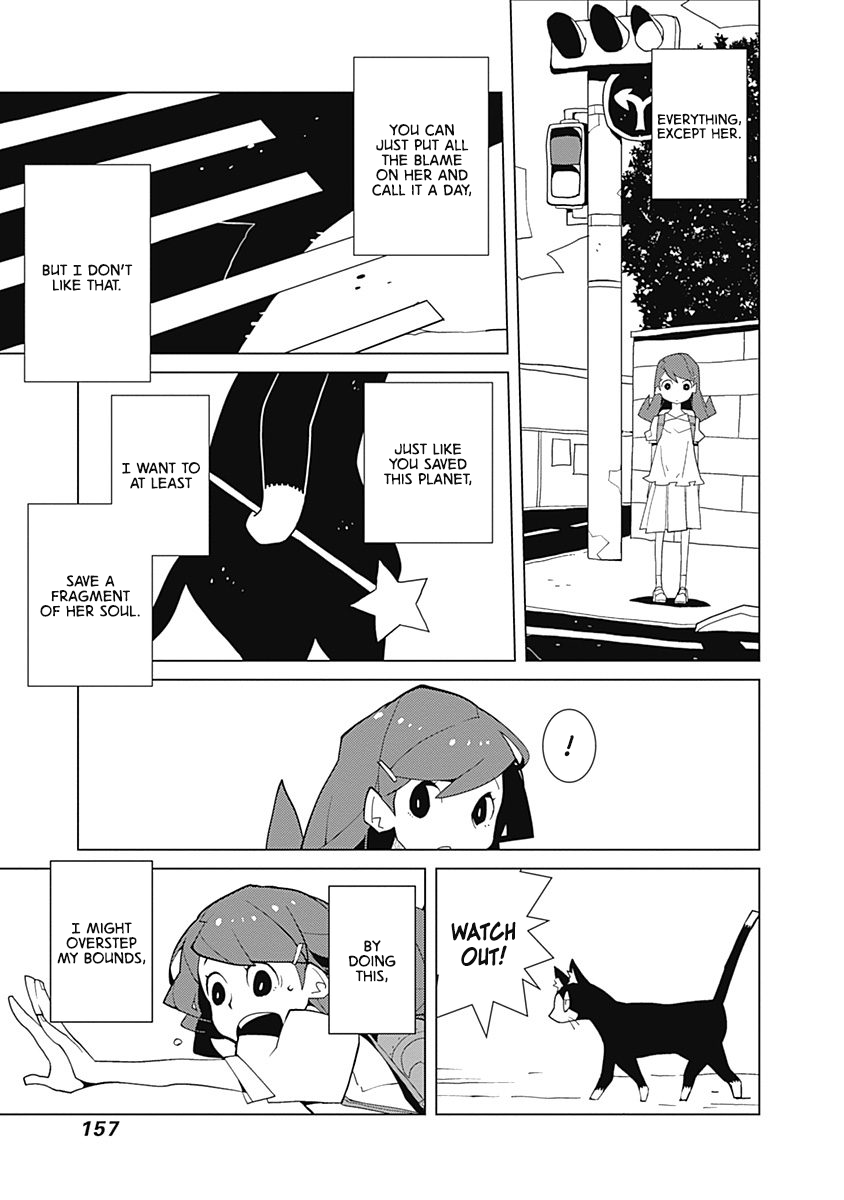 EVERYTHING,
EXCEPT HER.
YOU CAN
JUST PUT ALL
THE BLAME
ON HER AND
CALL IT A DAY,
BUT I DON'T
LIKE THAT.
JUST LIKE
YOU SAVED
THIS PLANET,
I WANT TO
AT LEAST
SAVE A
FRAGMENT
OF HER SOUL.
!
WATCH
OUT!
BY
DOING
THIS,
I MIGHT
OVERSTEP
MY BOUNDS,
157